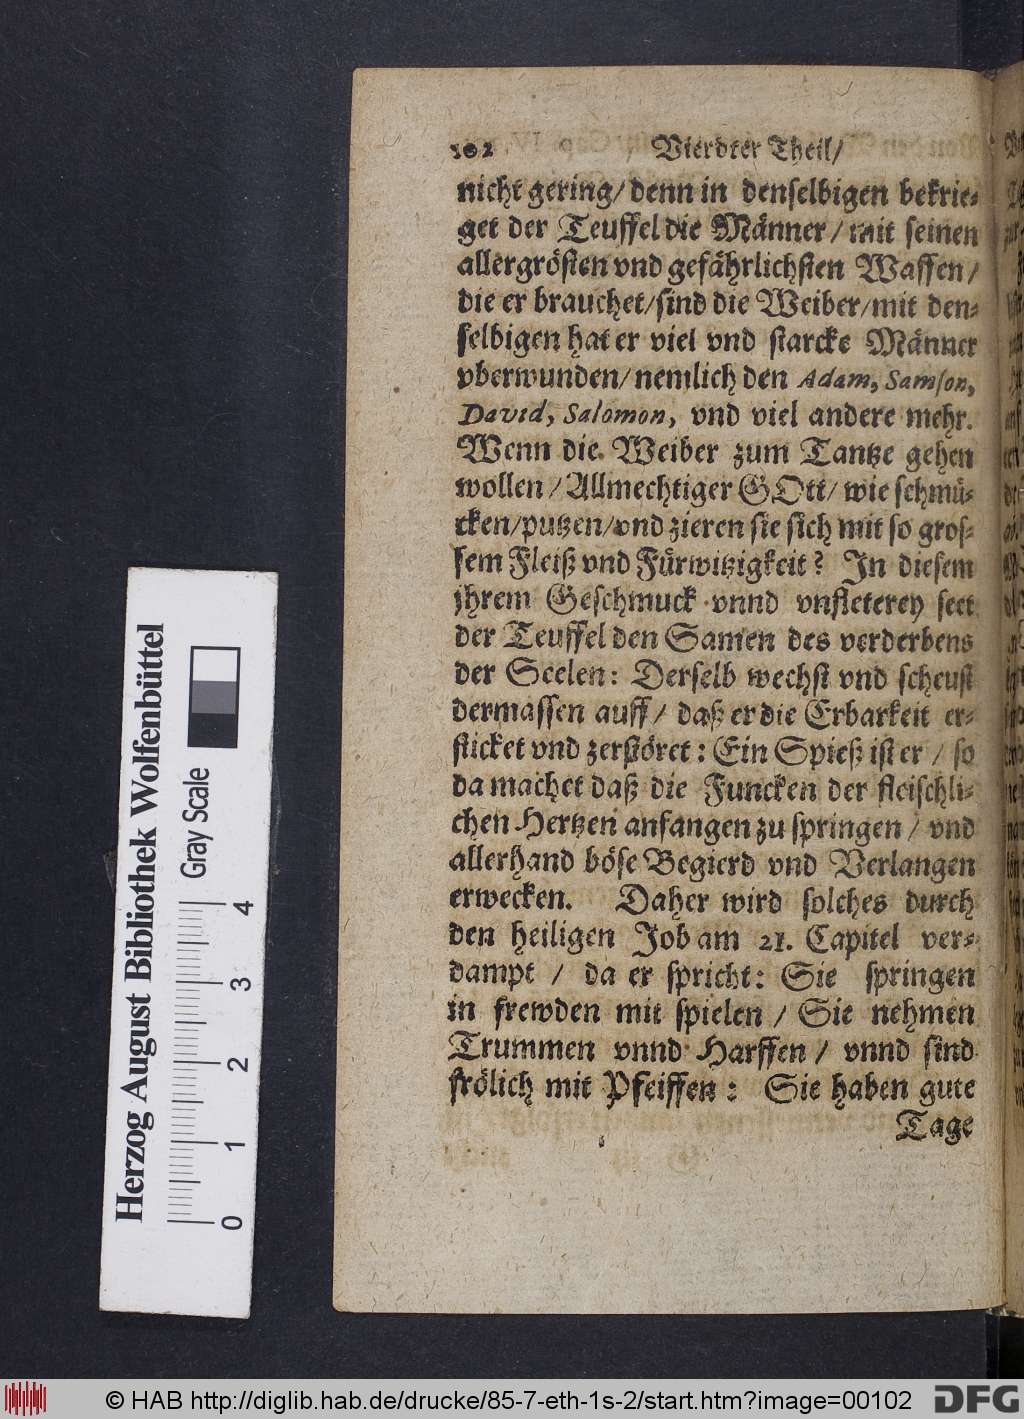 102 Vierdter Theil/
nicht gering/ denn in denselbigen bekrie-
get der Teuffel die Männer/ mit seinen
allergrösten vnd gefährlichsten Waffen/
die er brauchet/ sind die Weiber/ mit den-
selbigen hat er viel vnd starcke Männer
vberwunden/ nemlich den Adam, Samson,
David, Salomon, vnd viel andere mehr.
Wenn die Weiber zum Tantze gehen
wollen/ Allmechtiger GOtt/ wie schmü-
cken/ putzen/ vnd zieren sie sich mit so gros-
sem Fleiß vnd Fürwitzigkeit? In diesem
jhrem Geschmuck vnnd vnfleterey seet
der Teuffel den Samen des verderbens
der Seelen: Derselb wechst vnd scheust
dermassen auff/ daß er die Erbarkeit er-
sticket vnd zerstöret: Ein Spieß ist er/ so
da machet daß die Funcken der fleischli-
chen Hertzen anfangen zu springen/ vnd
allerhand böse Begierd vnd Verlangen
erwecken. Daher wird solches durch
den heiligen Job am 21. Capitel ver-
dampt/ da er spricht: Sie springen
in frewden mit spielen/ Sie nehmen
Trummen vnnd Harffen/ vnnd sind
frölich mit Pfeiffen: Sie haben gute
Tage
Herzog August Bibliothek Wolfenbüttel
Gray Scale
0 1 2 3 4
© HAB http://diglib.hab.de/drucke/85-7-eth-1s-2/start.htm?image=00102
DFG